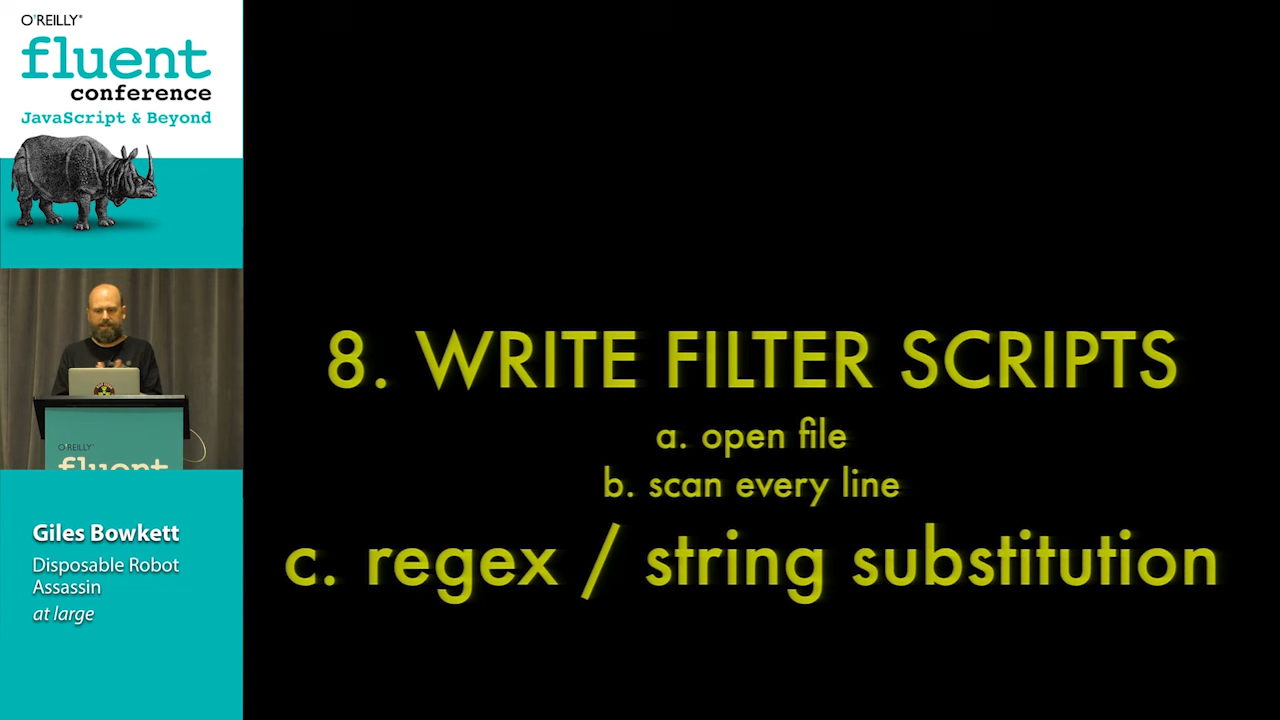 O'REILLY®
fluent
conference
JavaScript & Beyond
O'REILLY®
fluent
Giles Bowkett
Disposable Robot
Assassin
at large
8. WRITE FILTER SCRIPTS
a. open file
b. scan every line
c. regex / string substitution